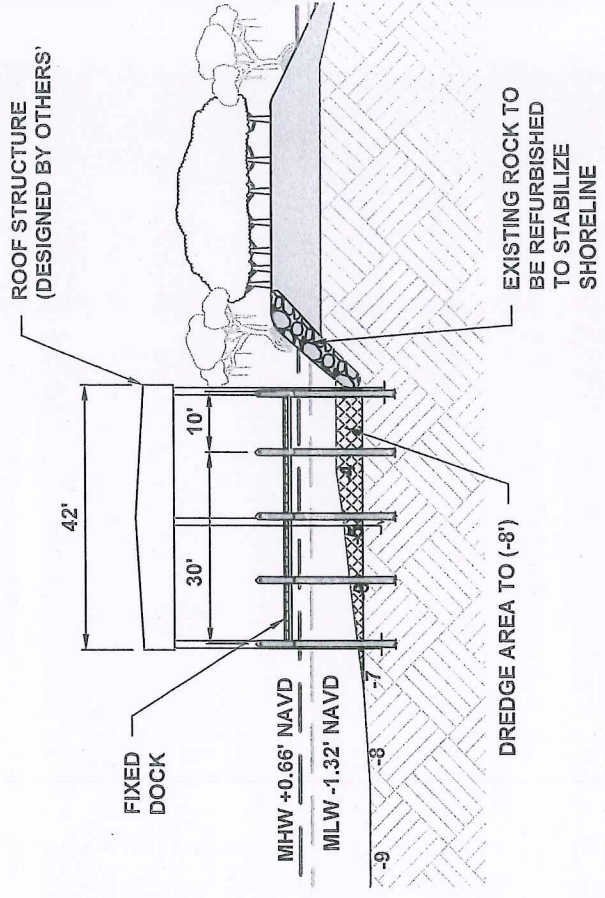 ROOF STRUCTURE
(DESIGNED BY OTHERS'
42'
FIXED
DOCK
30'
10'
MHW +0.66' NAVD
MLW -1.32' NAVD
-9
-8
-7
DREDGE AREA TO (-8')
EXISTING ROCK TO
BE REFURBISHED
TO STABILIZE
SHORELINE